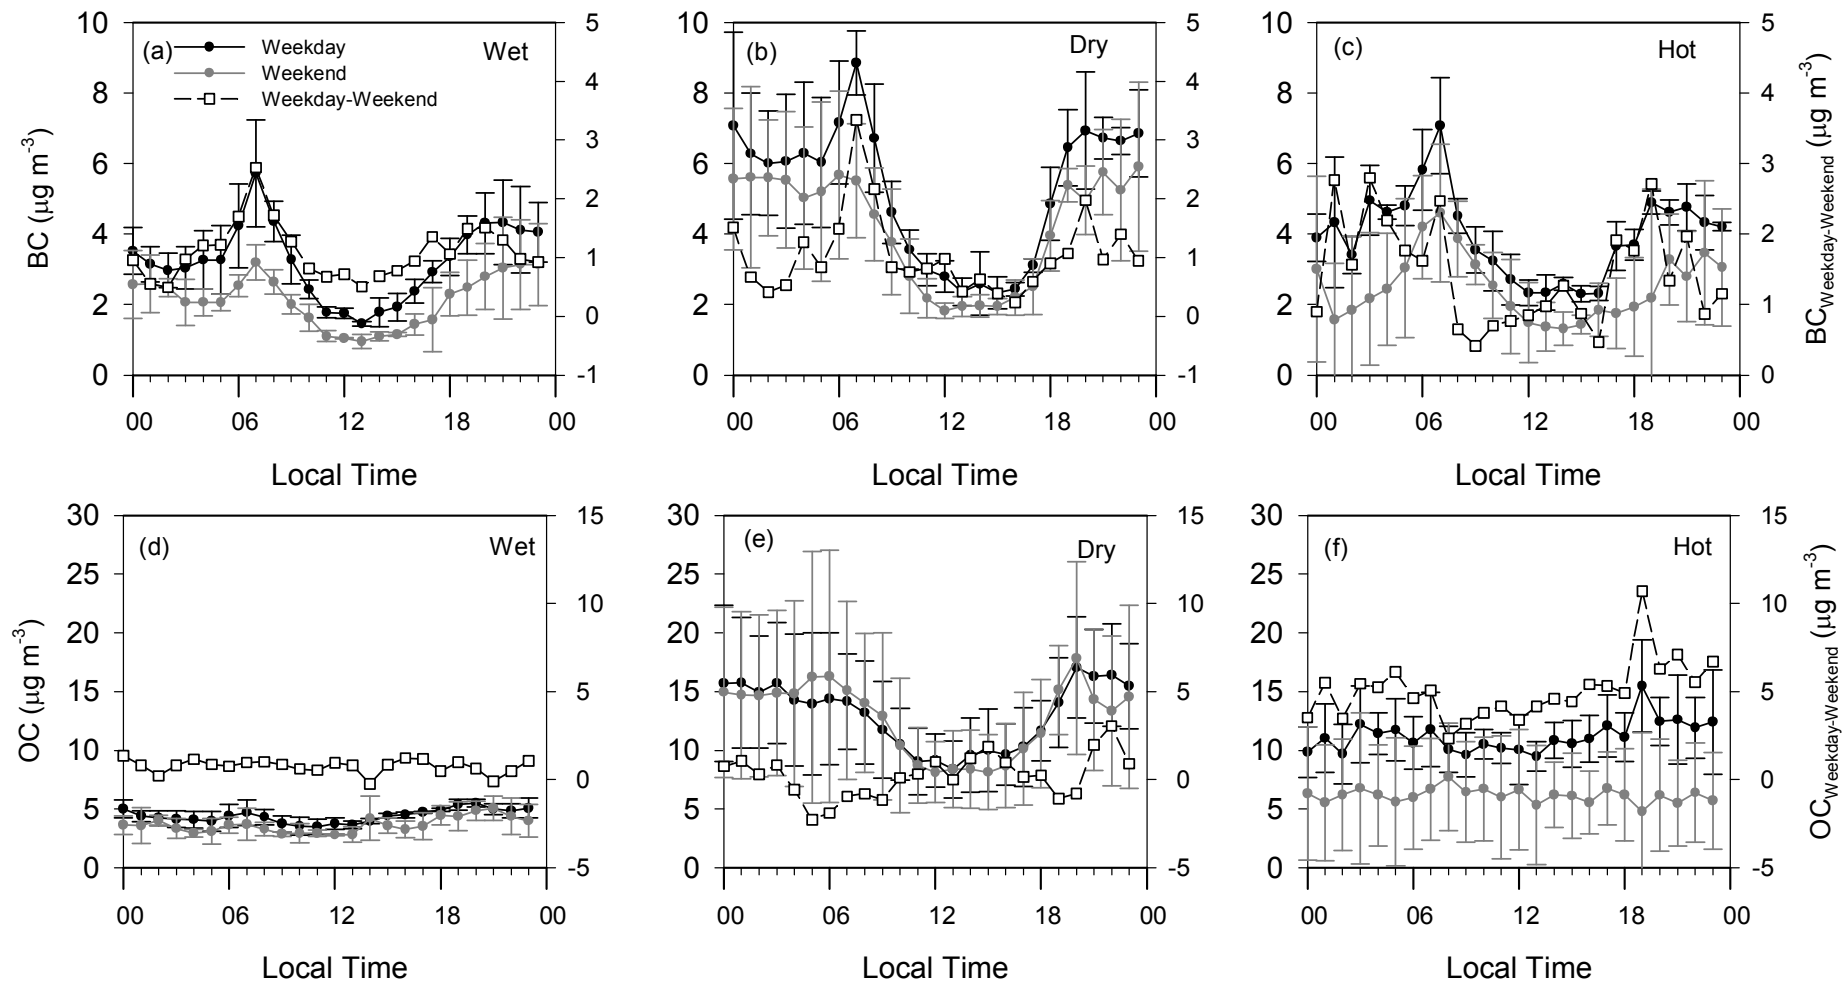 10 5 10 5 10 5
(a) Weekday Wet (b) Dry (c) Hot
Weekend
Weekday-Weekend
8 4 8 4 8 4
6 3 6 3 6 3
2 2
4 4 4 2
1 1
2 2 2 1
0 0
0 -1 0 -1 0 0
BC (µg m-3)
BCWeekday-Weekend (µg m-3)
00 06 12 18 00 00 06 12 18 00 00 06 12 18 00
Local Time Local Time Local Time
30 15 30 15 30 15
(d) Wet (e) Dry (f) Hot
25 25 25
10 10 10
20 20 20
15 5 15 5 15 5
10 10 10
0 0 0
5 5 5
0 -5 0 -5 0 -5
OC (µg m-3)
OCWeekday-Weekend (µg m-3)
00 06 12 18 00 00 06 12 18 00 00 06 12 18 00
Local Time Local Time Local Time